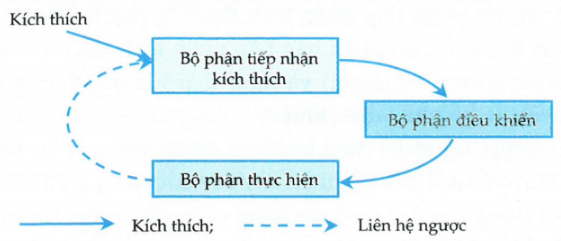 Kích thích
Bộ phận tiếp nhận
kích thích
Bộ phận điều khiển
Bộ phận thực hiện
Kích thích;
Liên hệ ngược